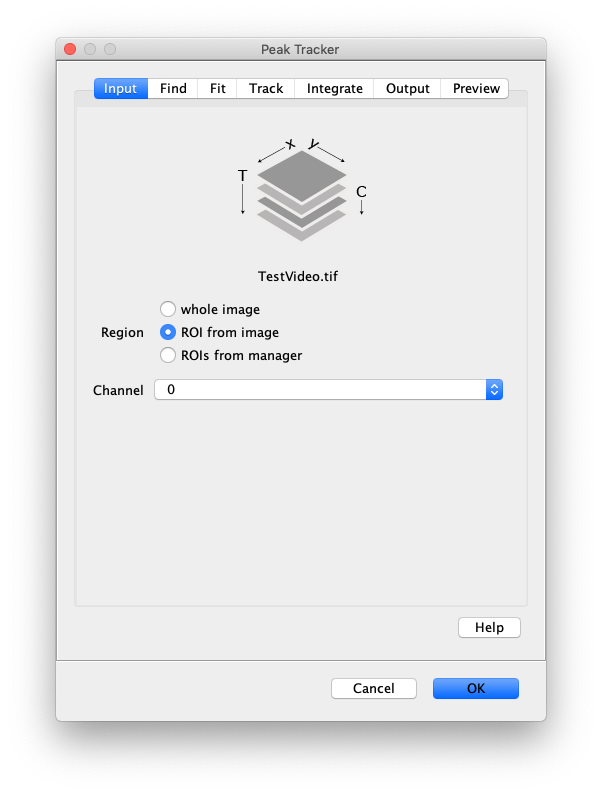 Peak Tracker
Input Find Fit Track Integrate Output Preview
x y
T
C
TestVideo.tif
whole image
Region ROI from image
ROIs from manager
Channel 0
Help
Cancel OK